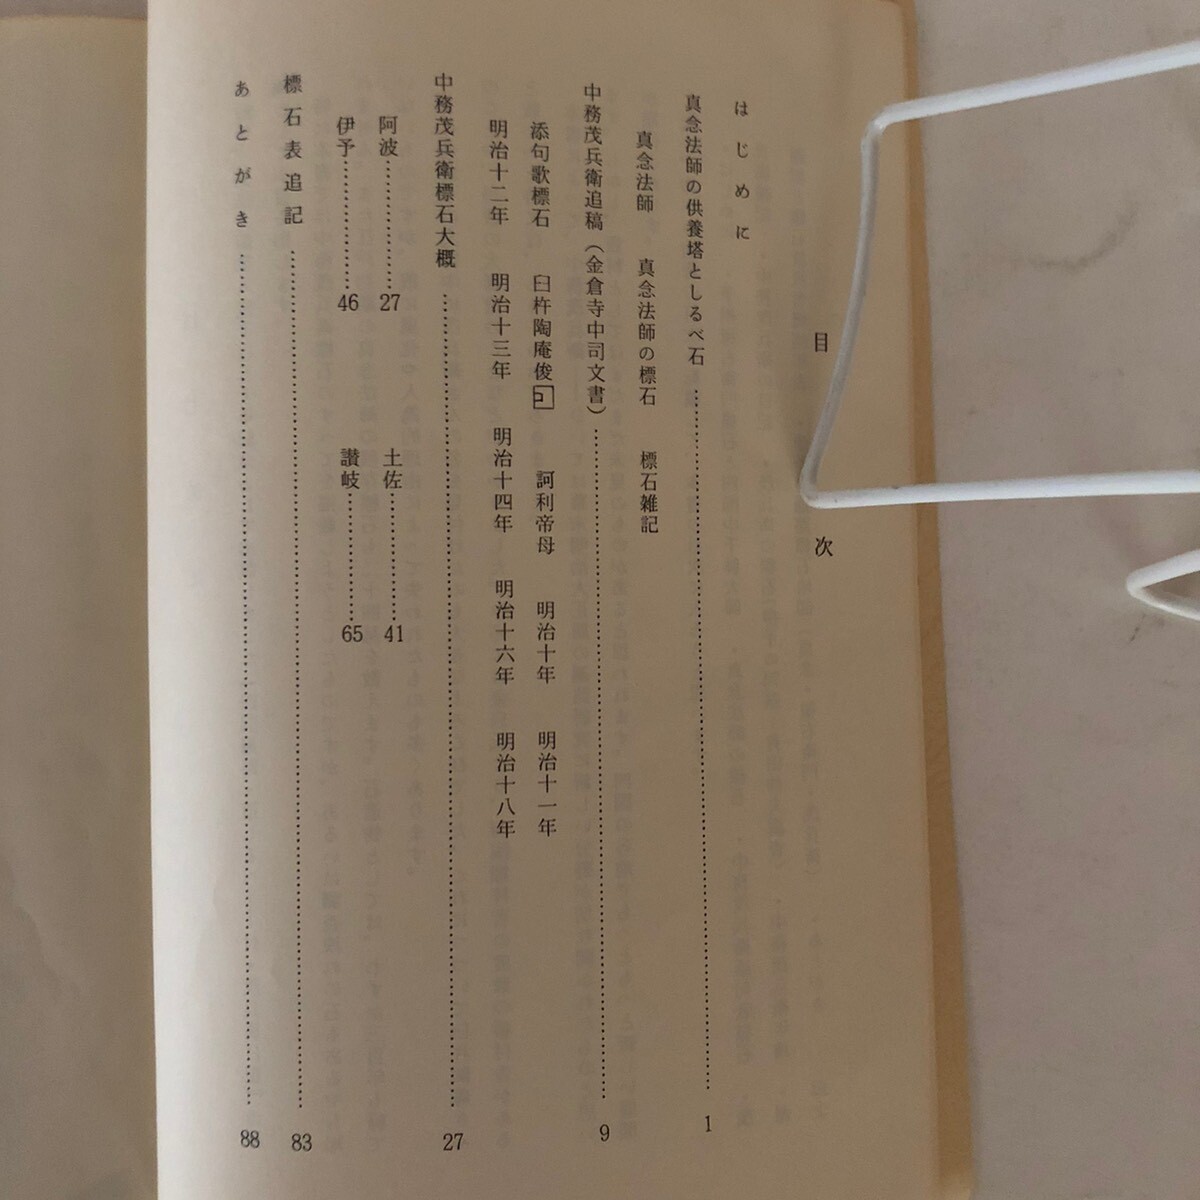 目次
はじめに
真念法師の供養塔としるべ石……………1
真念法師　真念法師の標石　標石雑記
中務茂兵衛追稿（金倉寺中司文書）……………9
添句歌標石　臼杵陶庵俊　訶利帝母　明治十年　明治十一年
明治十二年　明治十三年　明治十四年　明治十六年　明治十八年
中務茂兵衛標石大概……………27
阿波……………27　土佐……………41
伊予……………46　讃岐……………65
標石表追記……………83
あとがき……………88